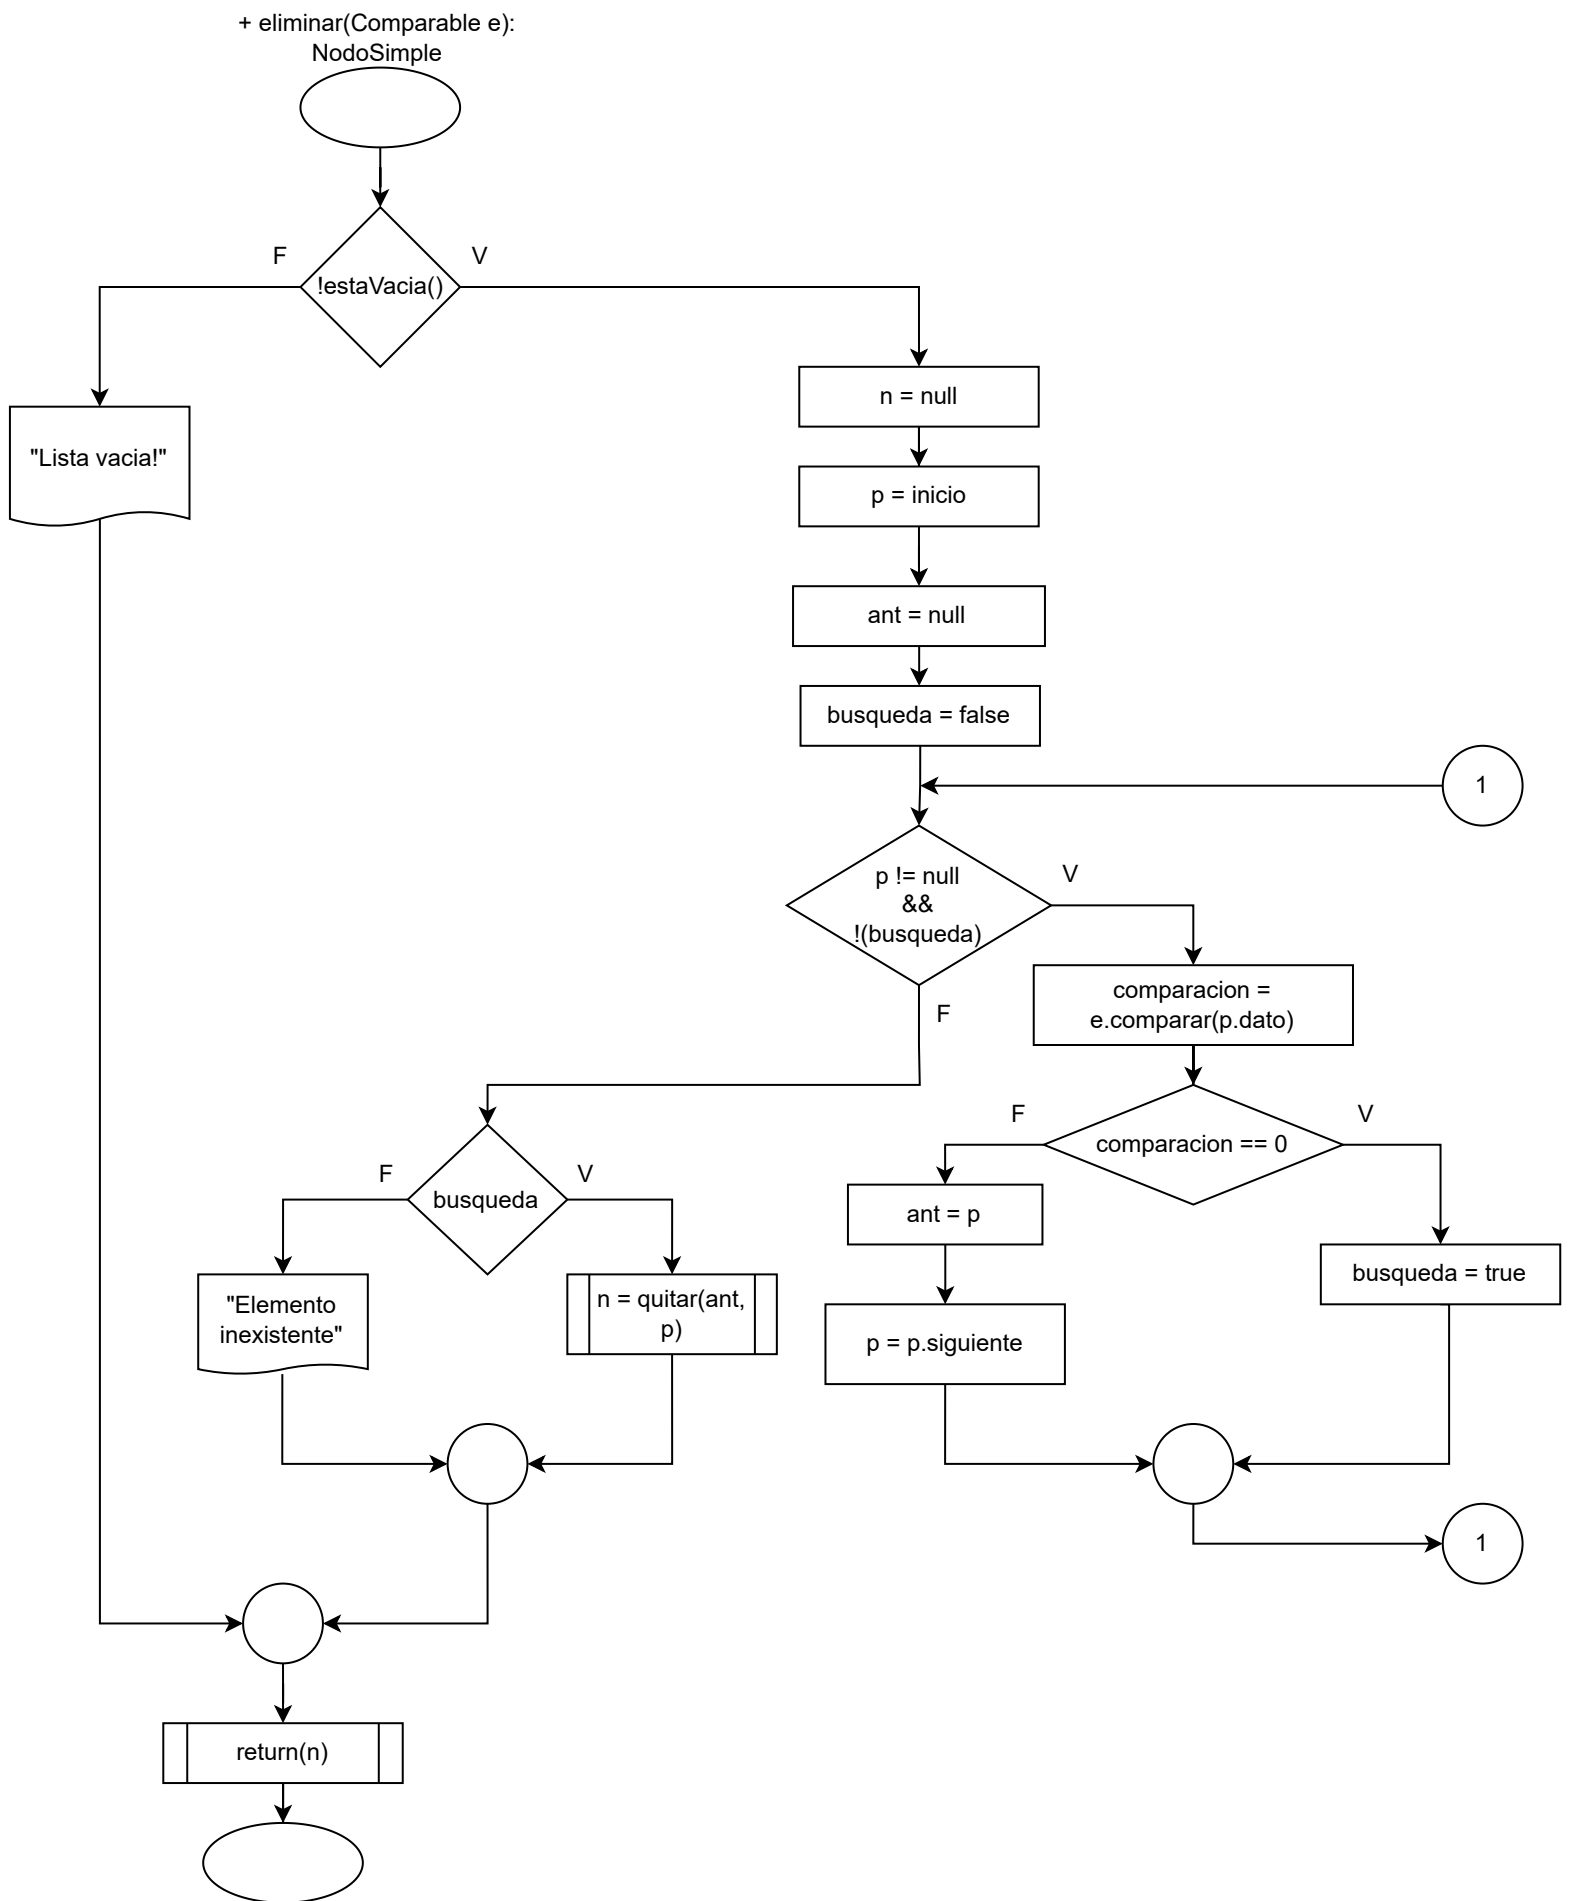 + eliminar(Comparable e):
NodoSimple
F
V
!estaVacia()
n = null
"Lista vacia!"
p = inicio
ant = null
busqueda = false
1
p != null
&&
!(busqueda)
V
F
comparacion =
e.comparar(p.dato)
F
V
comparacion == 0
F
V
busqueda
ant = p
busqueda = true
"Elemento
inexistente"
n = quitar(ant,
p)
p = p.siguiente
1
return(n)